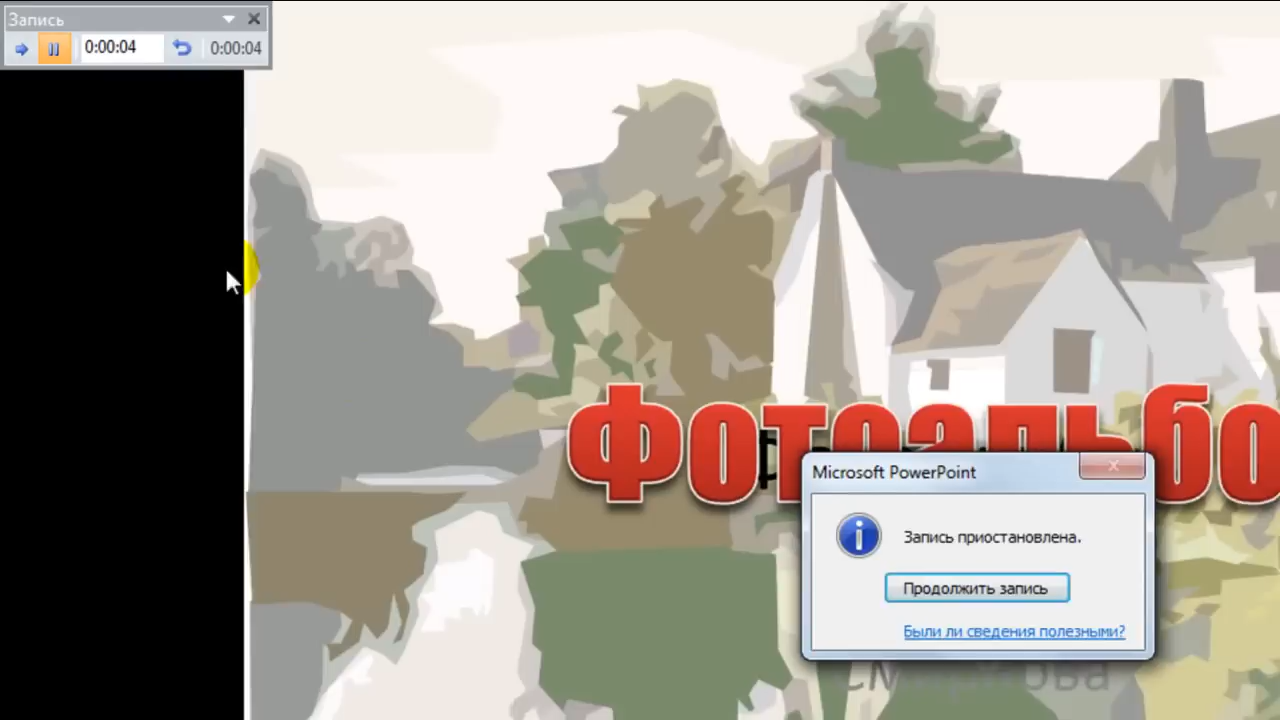 Запись
0:00:04 0:00:04
Фотоальбо
Microsoft PowerPoint
Запись приостановлена.
Продолжить запись
Были ли сведения полезными?